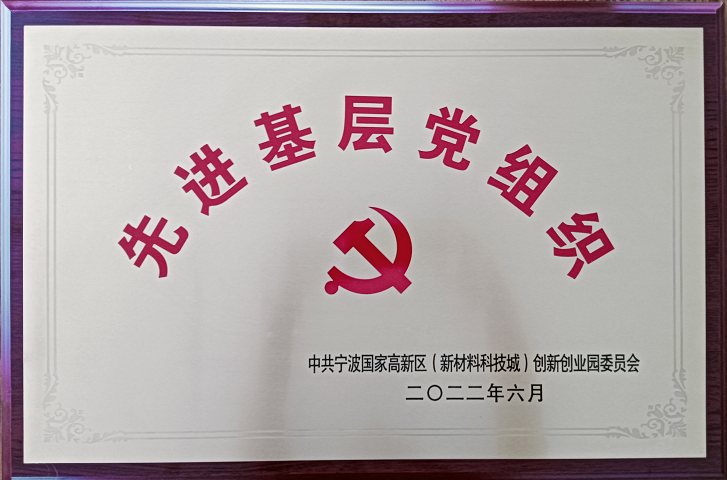 先进基层党组织
中共宁波国家高新区（新材料科技城）创新创业园委员会
二〇二二年六月